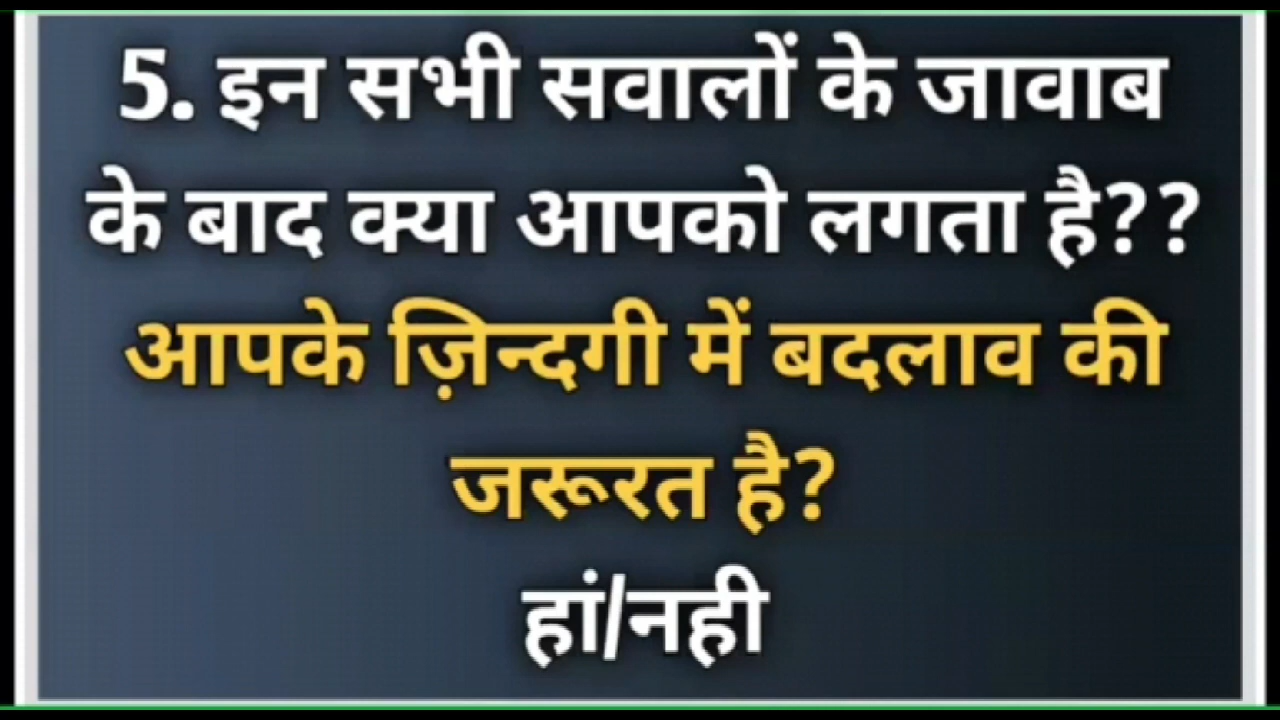 5. इन सभी सवालों के जावाब
के बाद क्या आपको लगता है??
आपके ज़िन्दगी में बदलाव की
जरूरत है?
हां/नही